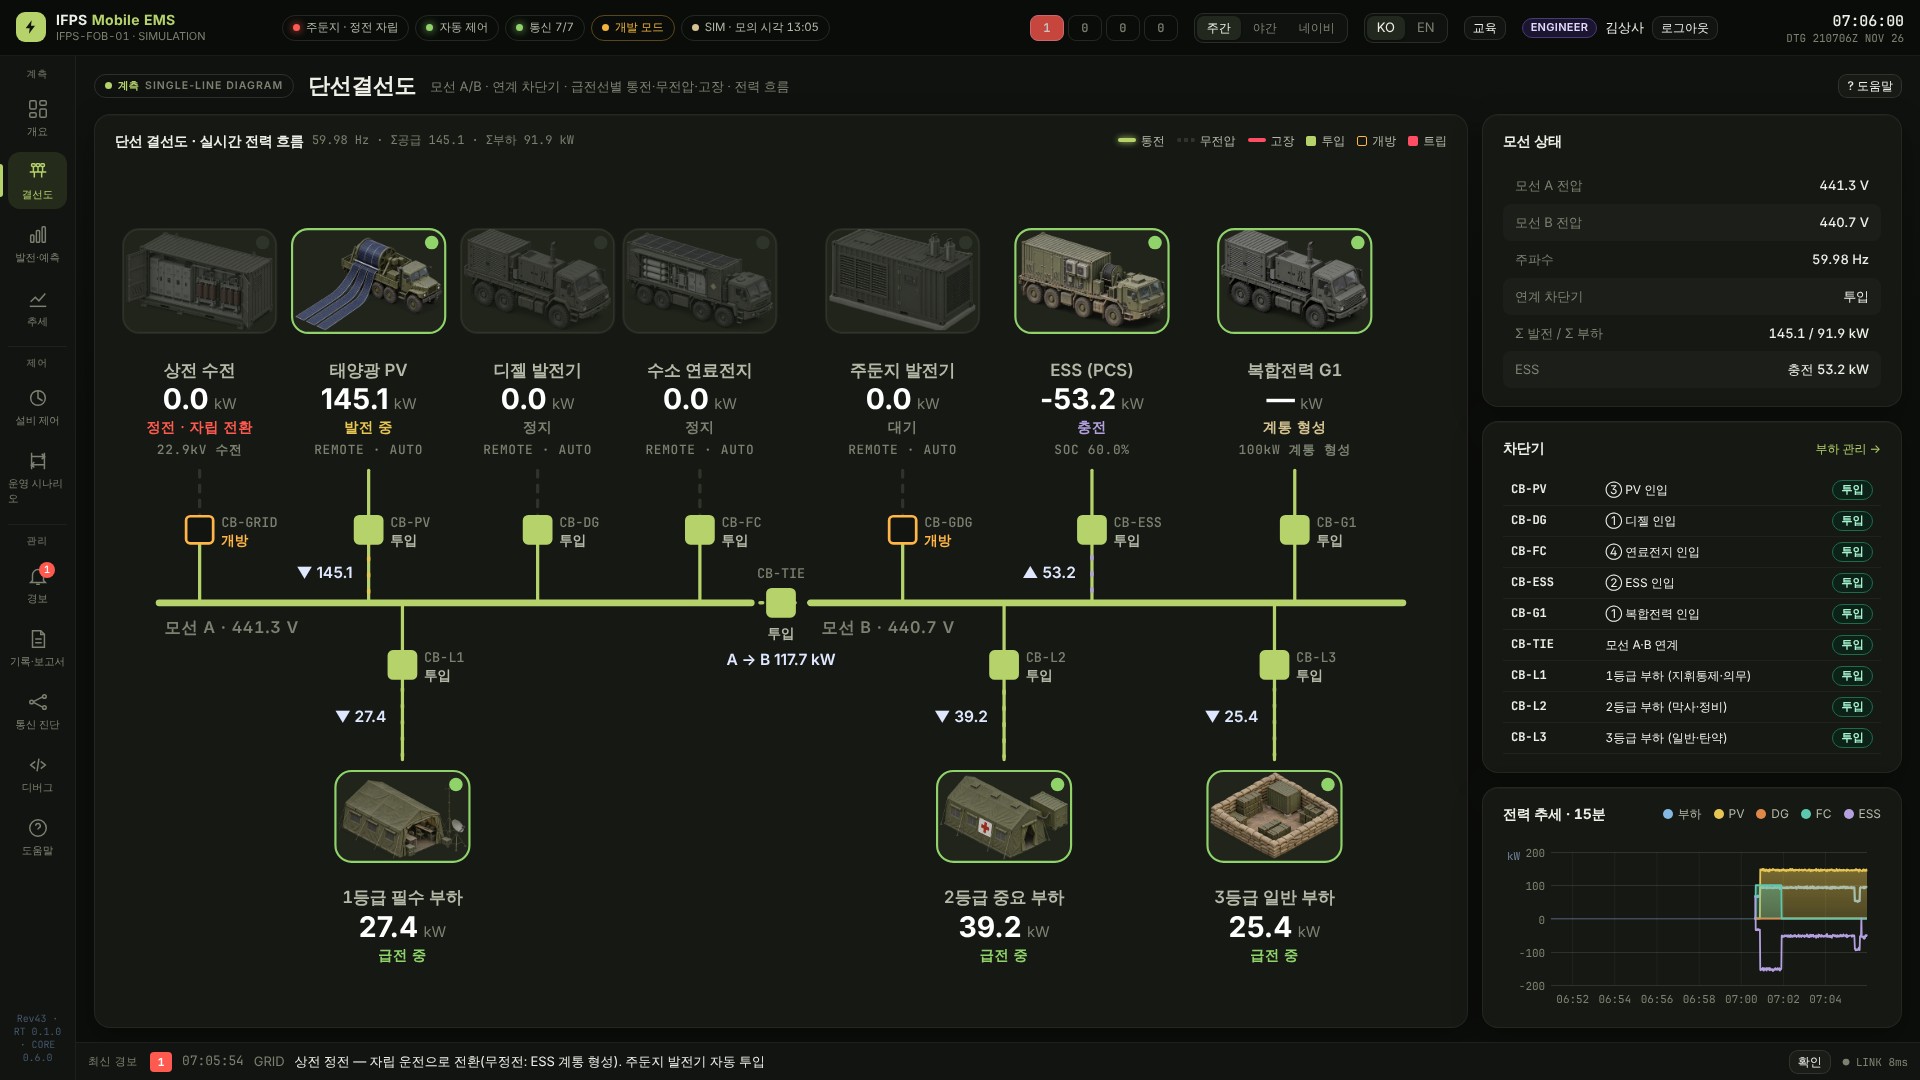 IFPS Mobile EMS
IFPS-FOB-01 · SIMULATION
주둔지 · 정전 자립
자동 제어
통신 7/7
개발 모드
SIM · 모의 시각 13:05
1 0 0 0
주간 야간 네이비
KO EN
교육
ENGINEER 김상사 로그아웃
07:06:00
DTG 210706Z NOV 26
계측
개요
결선도
발전·예측
추세
제어
설비 제어
운영 시나리
오
관리
1
경보
기록·보고서
통신 진단
디버그
도움말
Rev43 ·
RT 0.1.0
· CORE
0.6.0
계측 SINGLE-LINE DIAGRAM
단선결선도
모선 A/B · 연계 차단기 · 급전선별 통전·무전압·고장 · 전력 흐름
? 도움말
단선 결선도 · 실시간 전력 흐름 59.98 Hz · Σ공급 145.1 · Σ부하 91.9 kW
통전 무전압 고장 투입 개방 트립
상전 수전
0.0 kW
정전 · 자립 전환
22.9kV 수전
태양광 PV
145.1 kW
발전 중
REMOTE · AUTO
디젤 발전기
0.0 kW
정지
REMOTE · AUTO
수소 연료전지
0.0 kW
정지
REMOTE · AUTO
주둔지 발전기
0.0 kW
대기
REMOTE · AUTO
ESS (PCS)
-53.2 kW
충전
SOC 60.0%
복합전력 G1
— kW
계통 형성
100kW 계통 형성
CB-GRID
개방
CB-PV
투입
CB-DG
투입
CB-FC
투입
CB-GDG
개방
CB-ESS
투입
CB-G1
투입
▼ 145.1
▲ 53.2
CB-TIE
투입
A → B 117.7 kW
모선 A · 441.3 V
모선 B · 440.7 V
CB-L1
투입
CB-L2
투입
CB-L3
투입
▼ 27.4
▼ 39.2
▼ 25.4
1등급 필수 부하
27.4 kW
급전 중
2등급 중요 부하
39.2 kW
급전 중
3등급 일반 부하
25.4 kW
급전 중
모선 상태
모선 A 전압 441.3 V
모선 B 전압 440.7 V
주파수 59.98 Hz
연계 차단기 투입
Σ 발전 / Σ 부하 145.1 / 91.9 kW
ESS 충전 53.2 kW
차단기 부하 관리 →
CB-PV ③ PV 인입 투입
CB-DG ① 디젤 인입 투입
CB-FC ④ 연료전지 인입 투입
CB-ESS ② ESS 인입 투입
CB-G1 ① 복합전력 인입 투입
CB-TIE 모선 A·B 연계 투입
CB-L1 1등급 부하 (지휘통제·의무) 투입
CB-L2 2등급 부하 (막사·정비) 투입
CB-L3 3등급 부하 (일반·탄약) 투입
전력 추세 · 15분
부하 PV DG FC ESS
kW
200
100
0
-100
-200
06:52 06:54 06:56 06:58 07:00 07:02 07:04
최신 경보 1 07:05:54 GRID 상전 정전 — 자립 운전으로 전환(무정전: ESS 계통 형성). 주둔지 발전기 자동 투입
확인
LINK 8ms